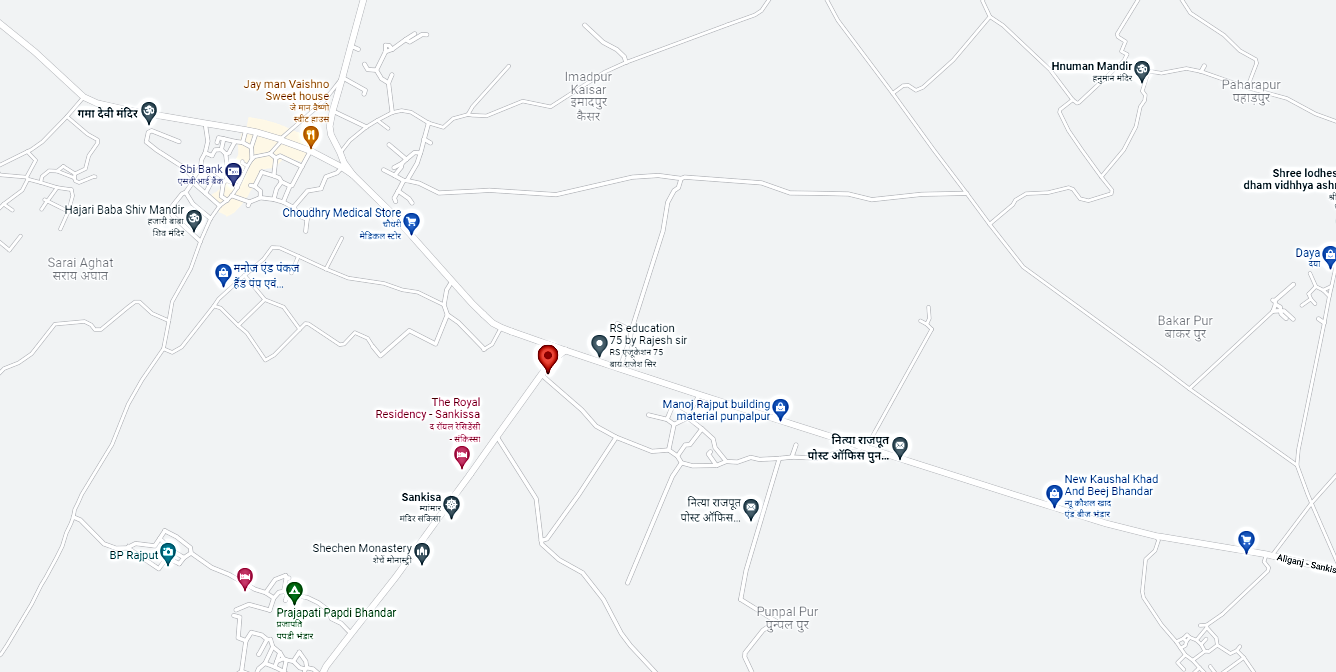 Jay man Vaishno
Sweet house
जे मान वैष्णो
स्वीट हाउस
गमा देवी मंदिर
Sbi Bank
एसबीआई बैंक
Hajari Baba Shiv Mandir
हजारी बाबा
शिव मंदिर
Choudhry Medical Store
चौधरी
मेडिकल स्टोर
Sarai Aghat
सराय अघात
मनोज एंड पंकज
हैंड पंप एवं...
Imadpur
Kaisar
इमादपुर
कैसर
Hnuman Mandir
हनुमान मंदिर
Paharapur
पहाड़पुर
Shree lodhes
dham vidhhya ashr
श्री
Daya
दया
Bakar Pur
बाकर पुर
RS education
75 by Rajesh sir
RS एजुकेशन 75
बाय राजेश सिर
The Royal
Residency - Sankissa
द रॉयल रेसिडेंसी
- संकिस्सा
Manoj Rajput building
material punpalpur
नित्या राजपूत
पोस्ट ऑफिस पुन...
Sankisa
म्यांमार
मंदिर संकिसा
नित्या राजपूत
पोस्ट ऑफिस...
New Kaushal Khad
And Beej Bhandar
न्यू कौशल खाद
एंड बीज भंडार
Shechen Monastery
शेचें मोनास्ट्री
BP Rajput
Aliganj - Sankis
Prajapati Papdi Bhandar
प्रजापति
पपड़ी भंडार
Punpal Pur
पुन्पल पुर